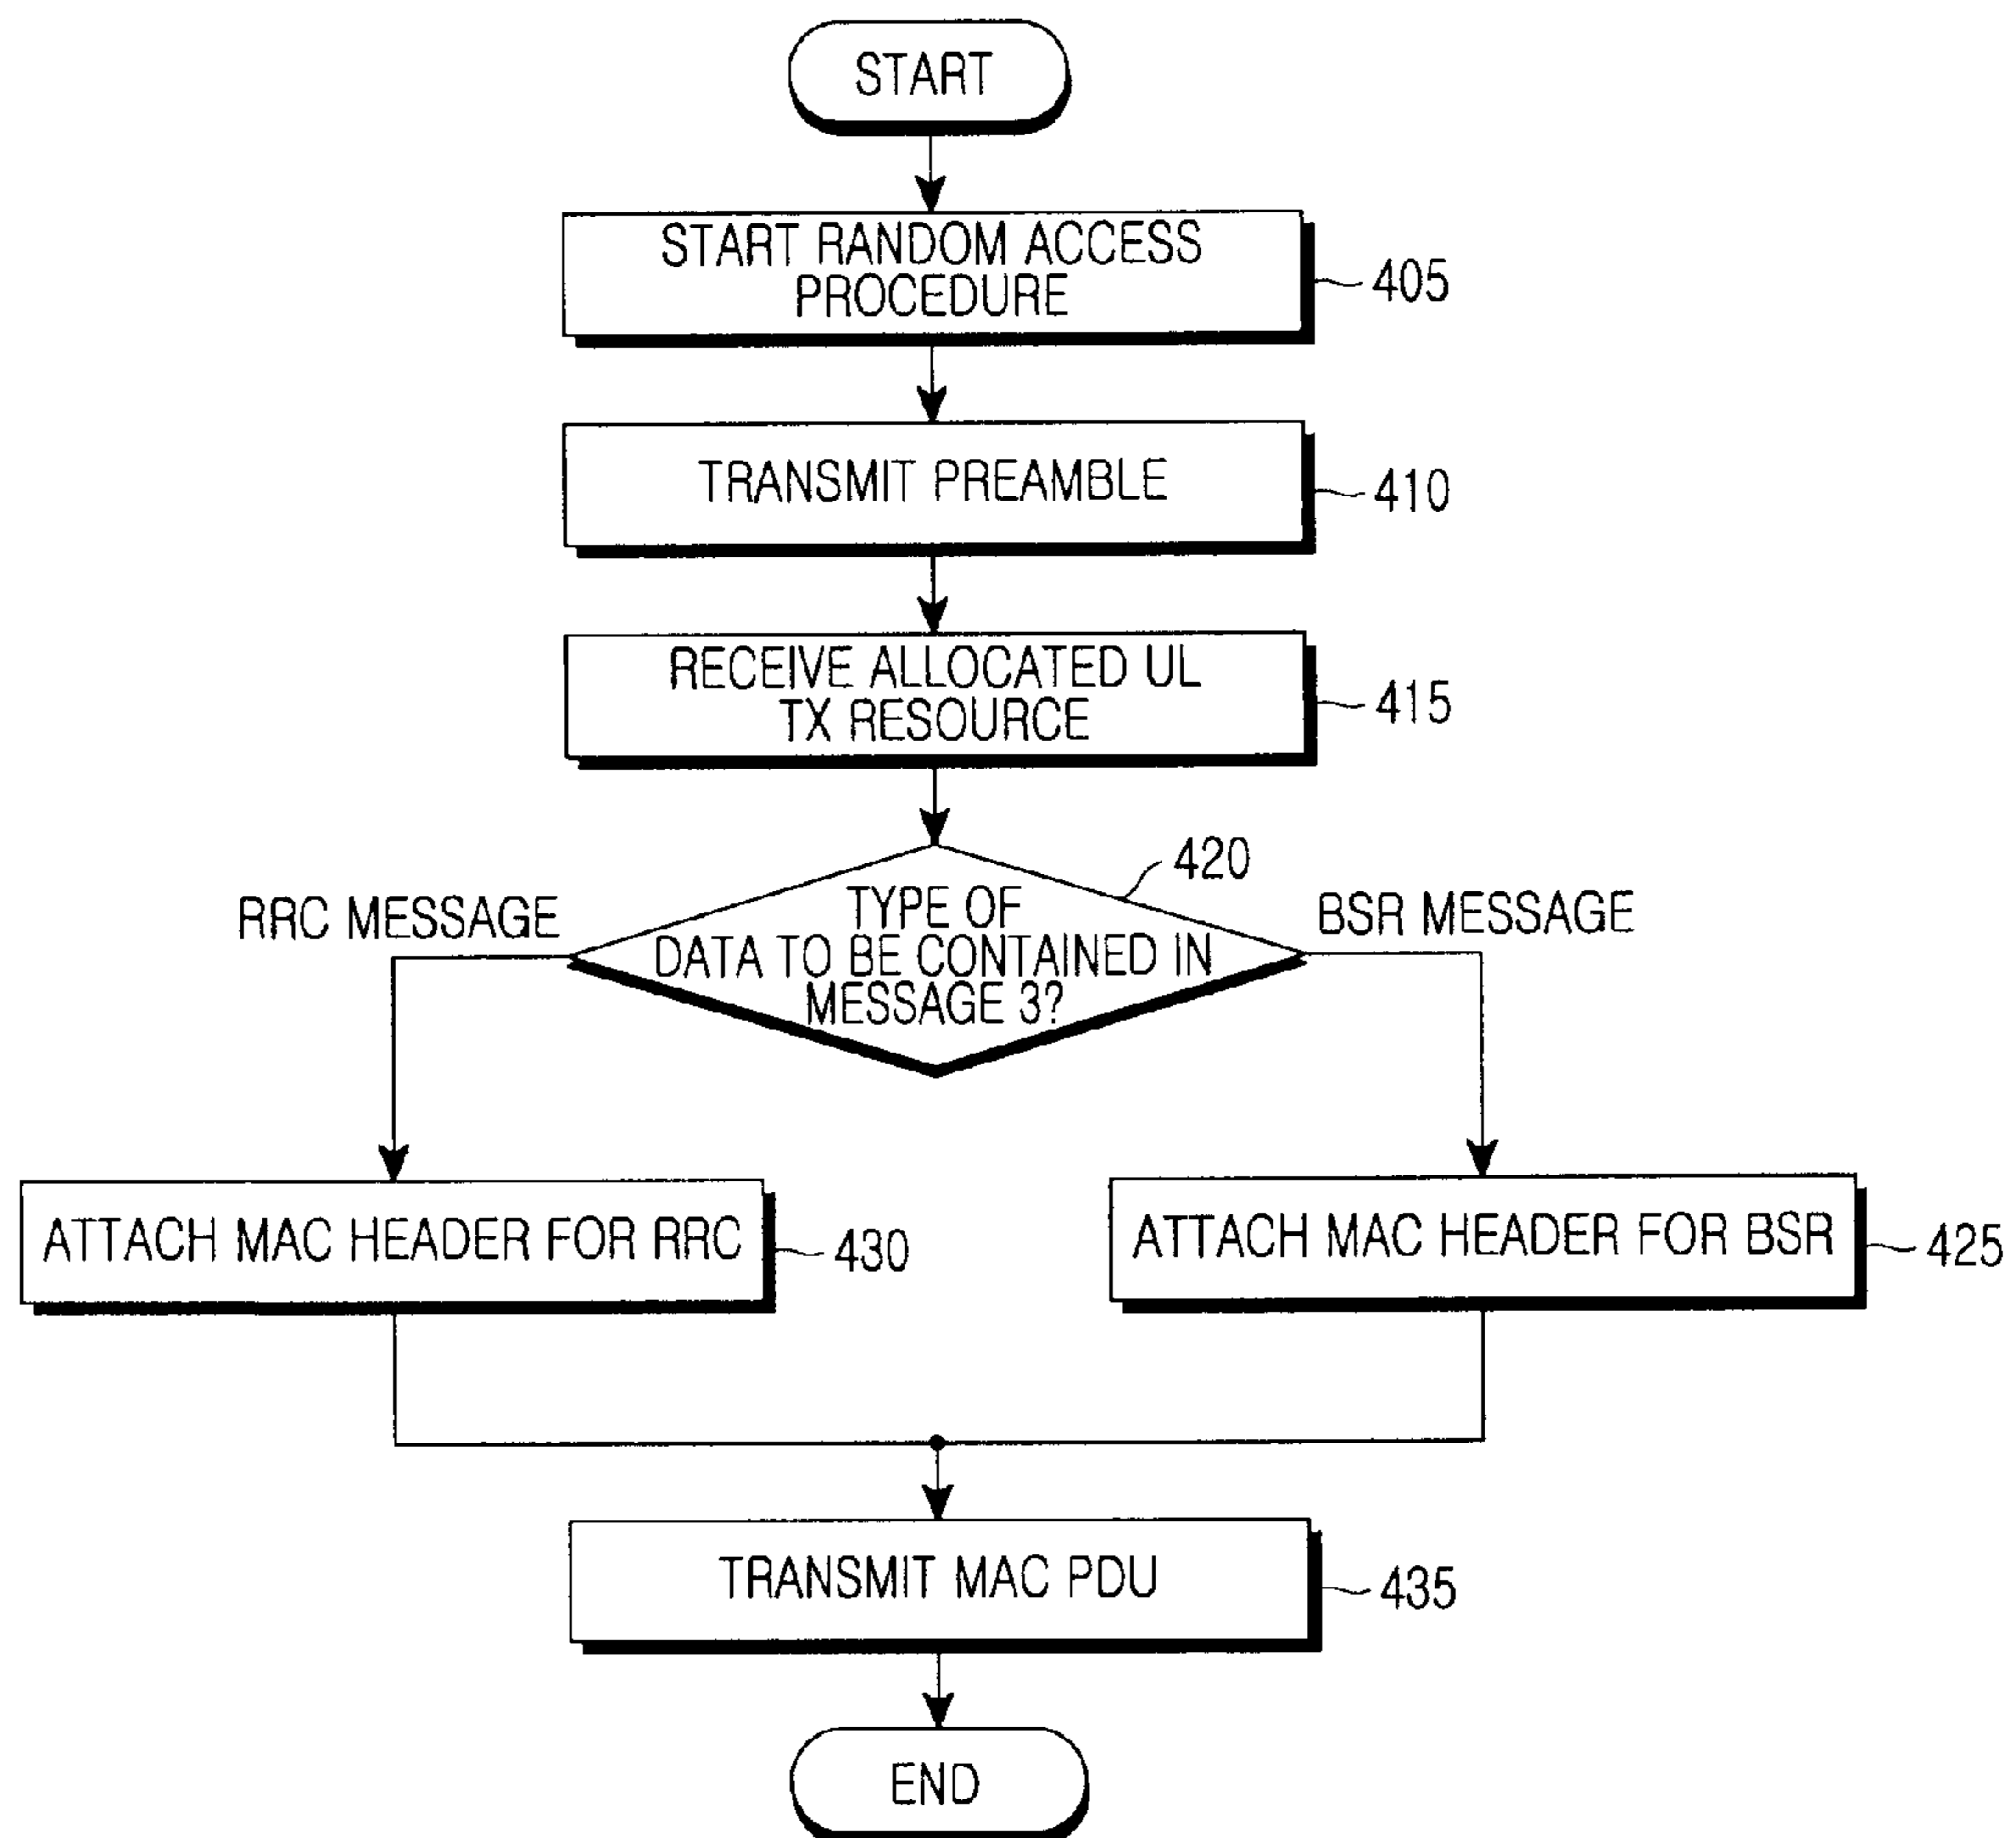 START
START RANDOM ACCESS
PROCEDURE
405
TRANSMIT PREAMBLE
410
RECEIVE ALLOCATED UL
TX RESOURCE
415
420
RRC MESSAGE
TYPE OF
DATA TO BE CONTAINED IN
MESSAGE 3?
BSR MESSAGE
ATTACH MAC HEADER FOR RRC
430
ATTACH MAC HEADER FOR BSR
425
TRANSMIT MAC PDU
435
END